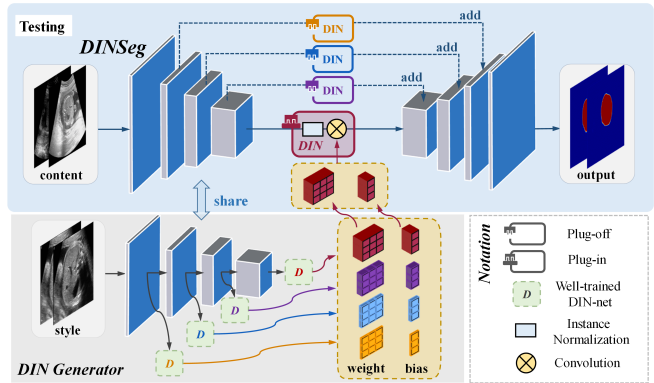 Testing
DINSeg
DIN
add
DIN
add
DIN
add
DIN
content
output
share
style
D
D
D
D
weight
bias
DIN Generator
Notation
Plug-off
Plug-in
D
Well-trained
DIN-net
Instance
Normalization
Convolution